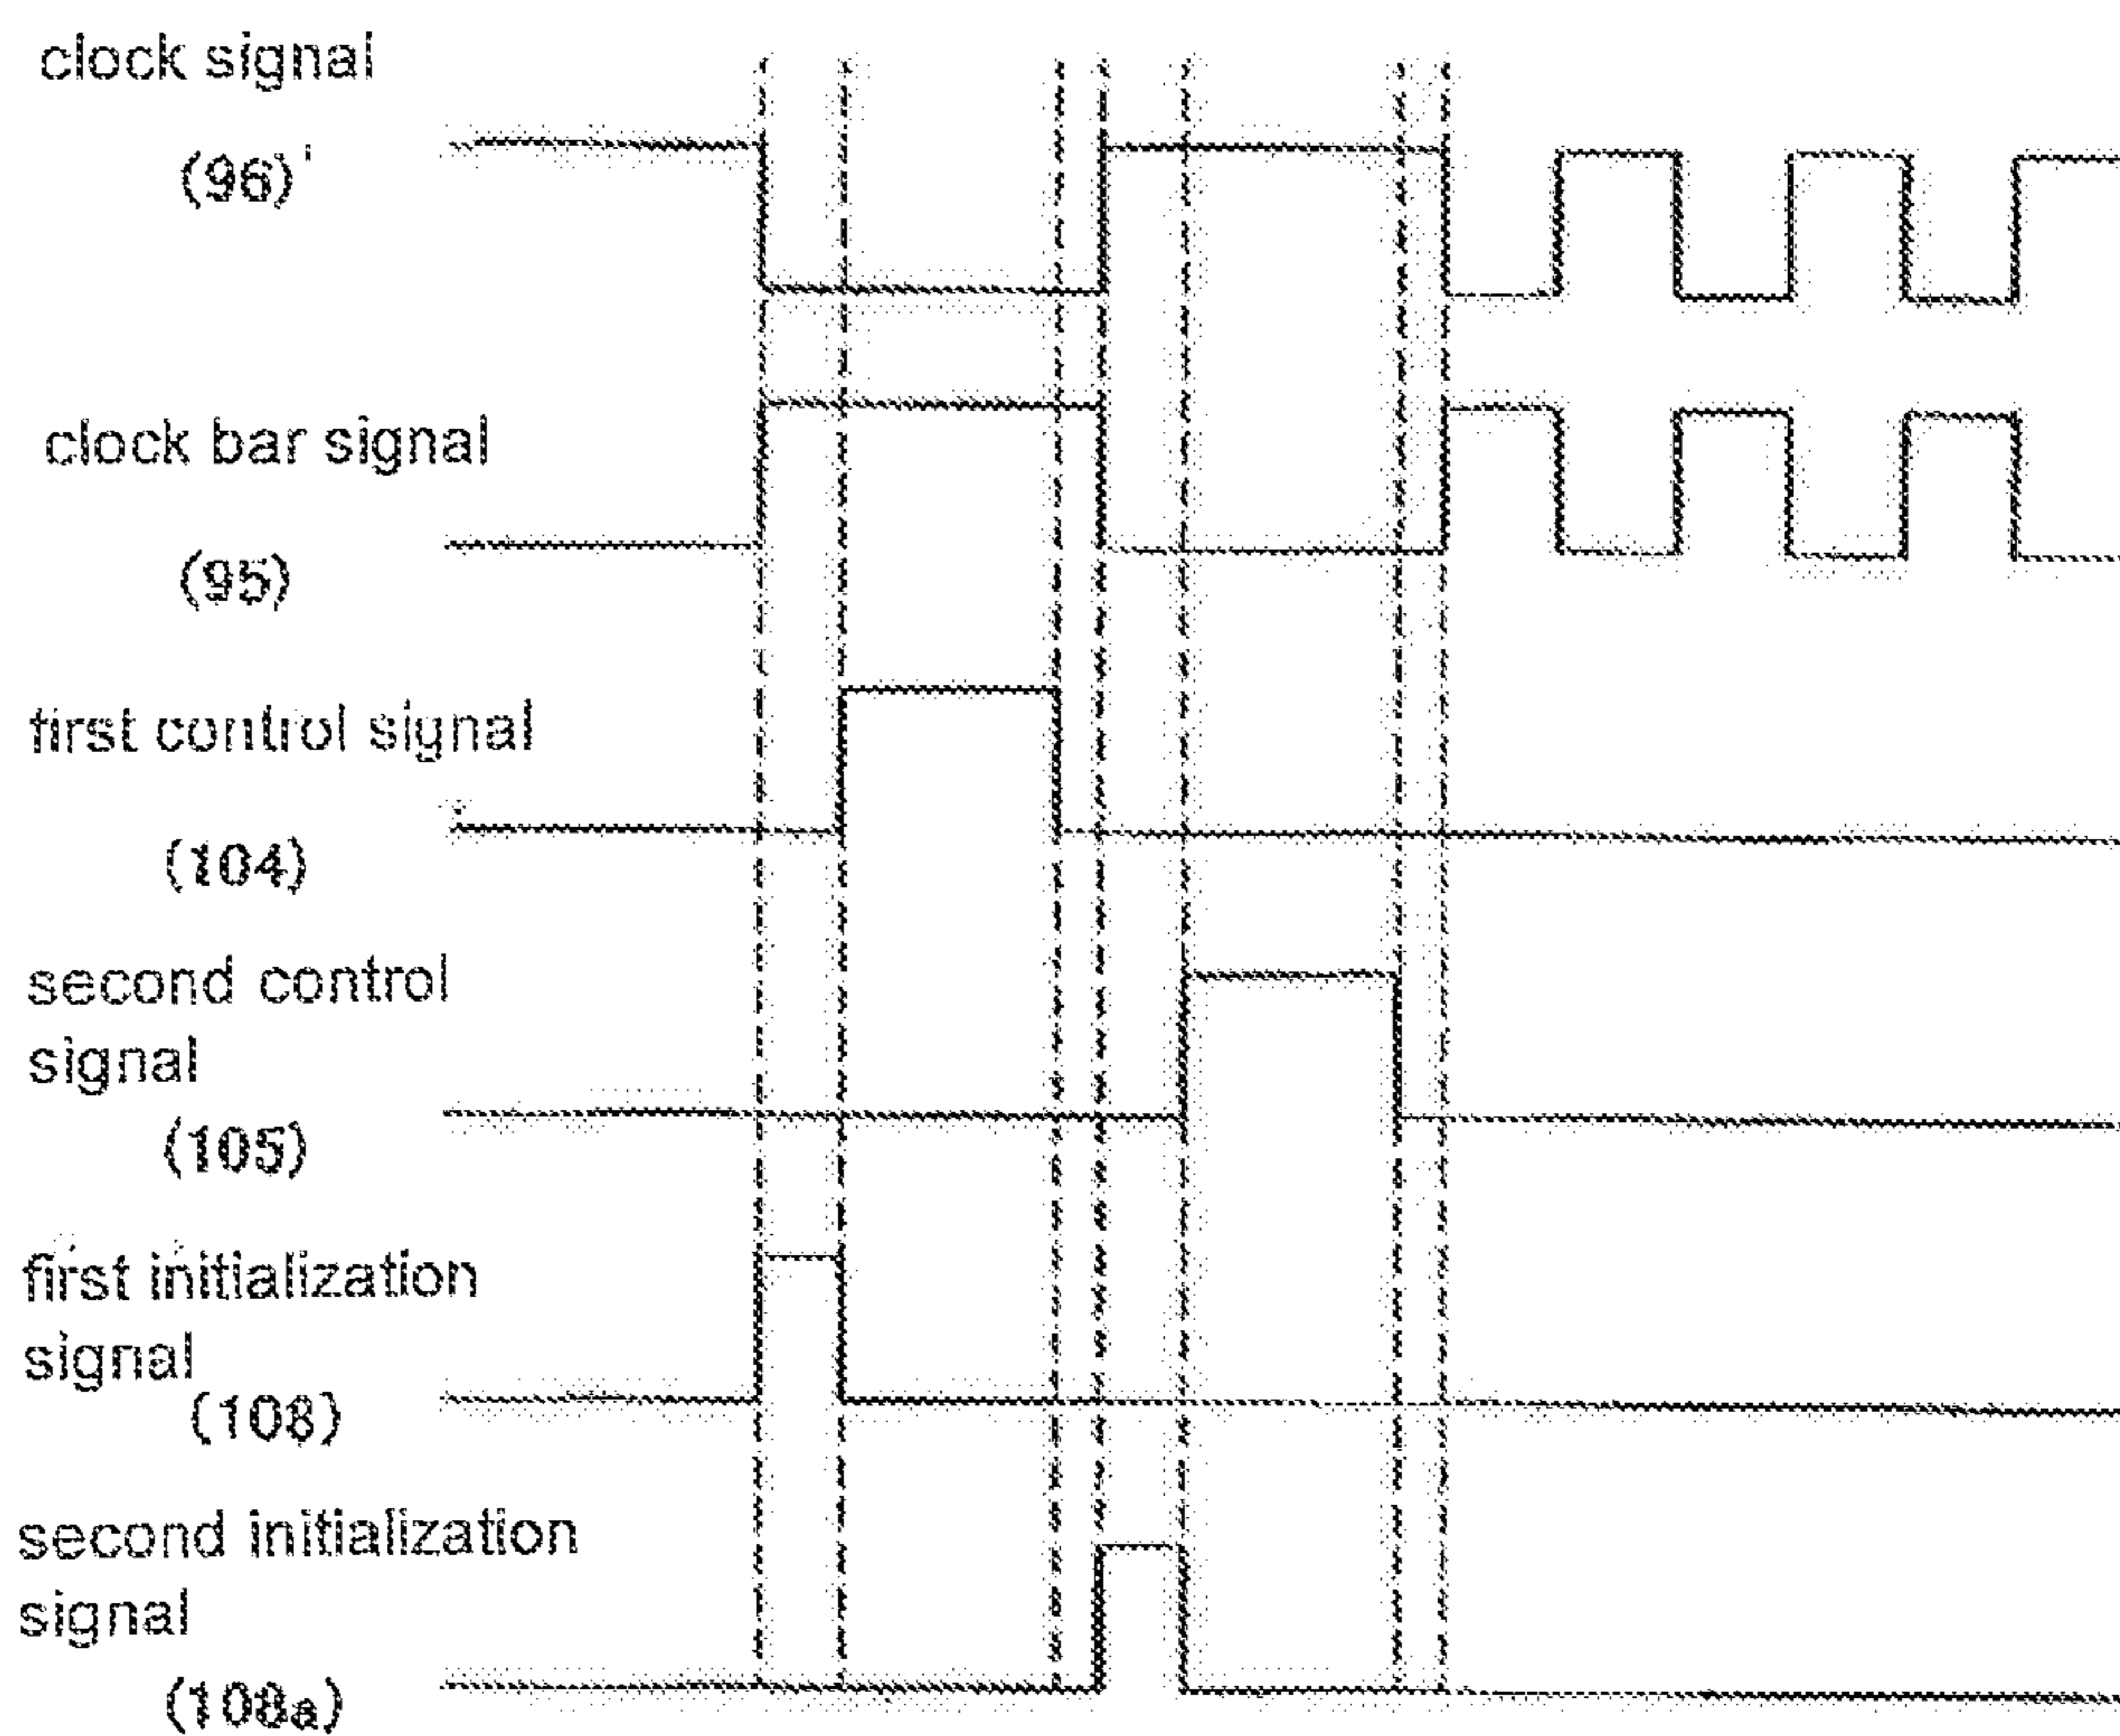 clock signal
(96)
clock bar signal
(95)
first control signal
(104)
second control
signal
(105)
first initialization
signal
(108)
second initialization
signal
(108a)